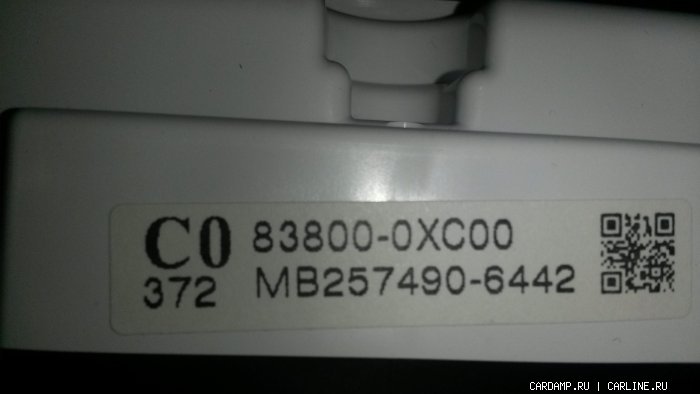 C0 83800-0XC00
372 MB257490-6442
CARDAMP.RU | CARLINE.RU